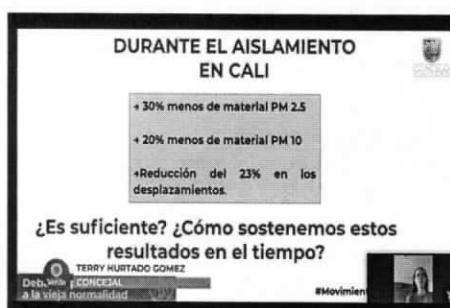 DURANTE EL AISLAMIENTO
EN CALI
+ 30% menos de material PM 2.5
+ 20% menos de material PM 10
+Reducción del 23% en los
desplazamientos.
¿Es suficiente? ¿Cómo sostenemos estos
resultados en el tiempo?
TERRY HURTADO GOMEZ
CONCEJAL
a la vieja normalidad
#Movimien